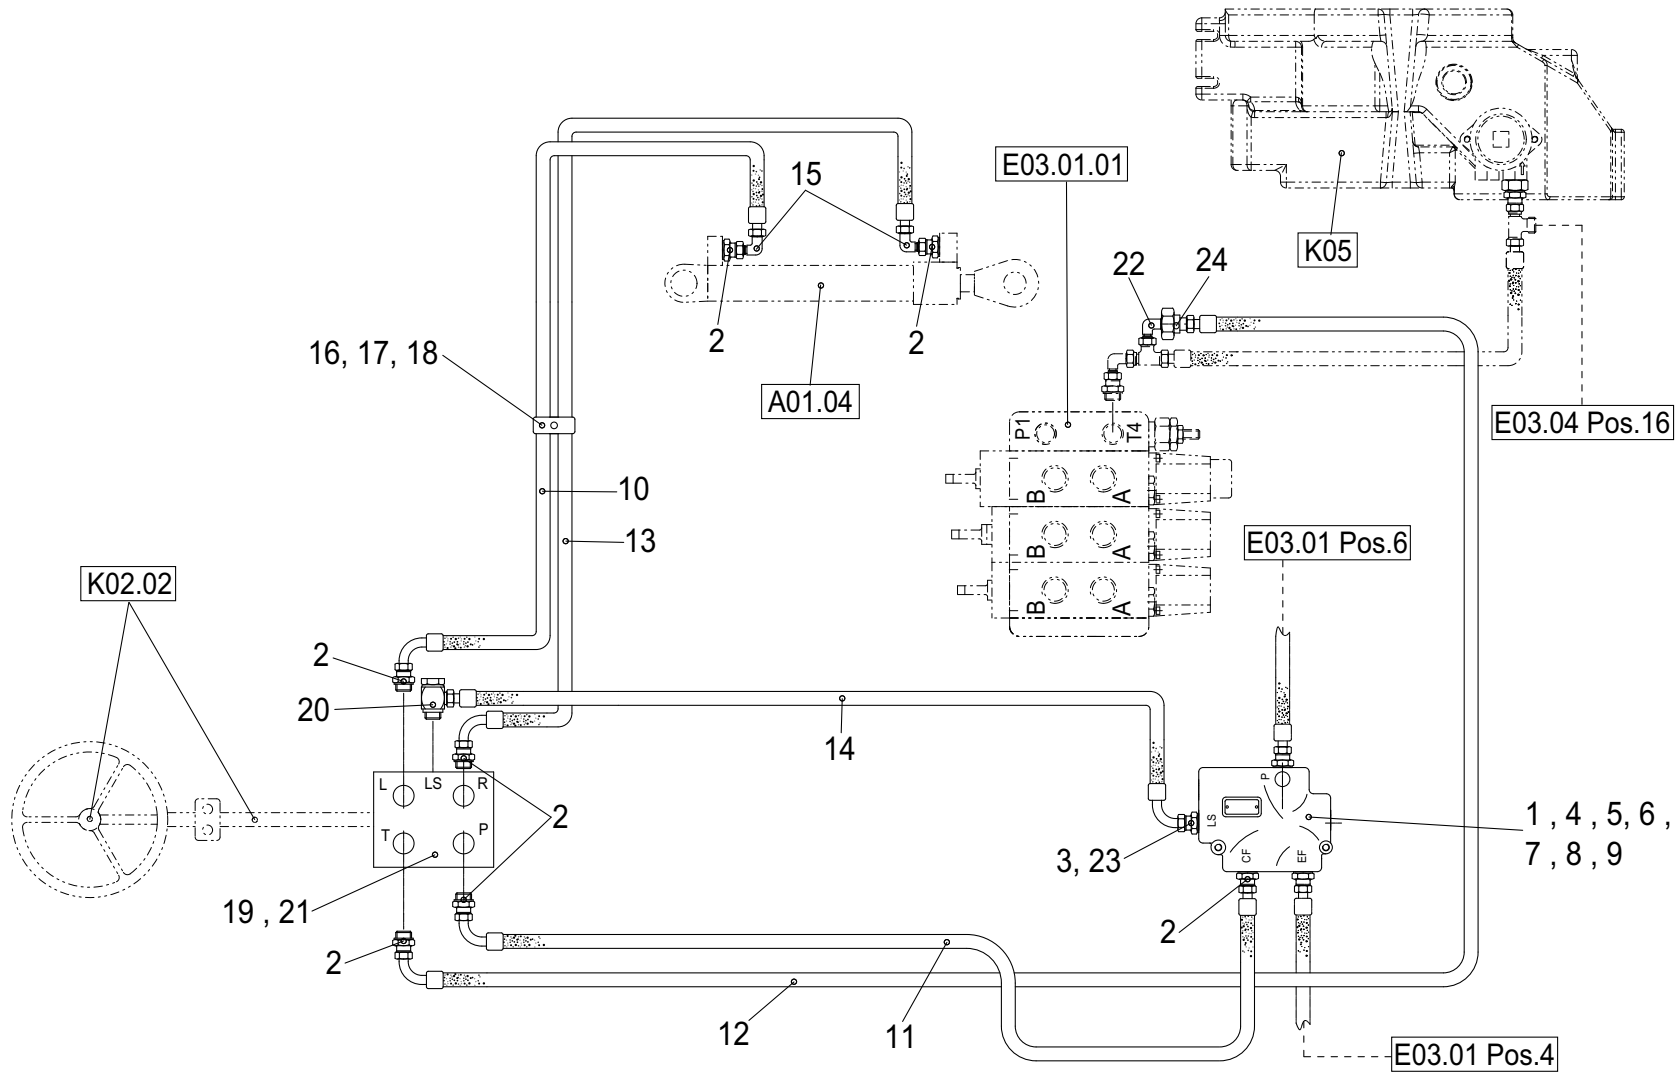 E03.01.01
15
K05
22
24
2
2
16, 17, 18
A01.04
E03.04 Pos.16
P1
T4
10
B
A
13
B
A
E03.01 Pos.6
K02.02
B
A
2
20
14
L
LS
R
P
2
T
P
LS
1 , 4 , 5, 6 ,
7 , 8 , 9
CF
EF
3, 23
19 , 21
2
2
12
11
E03.01 Pos.4